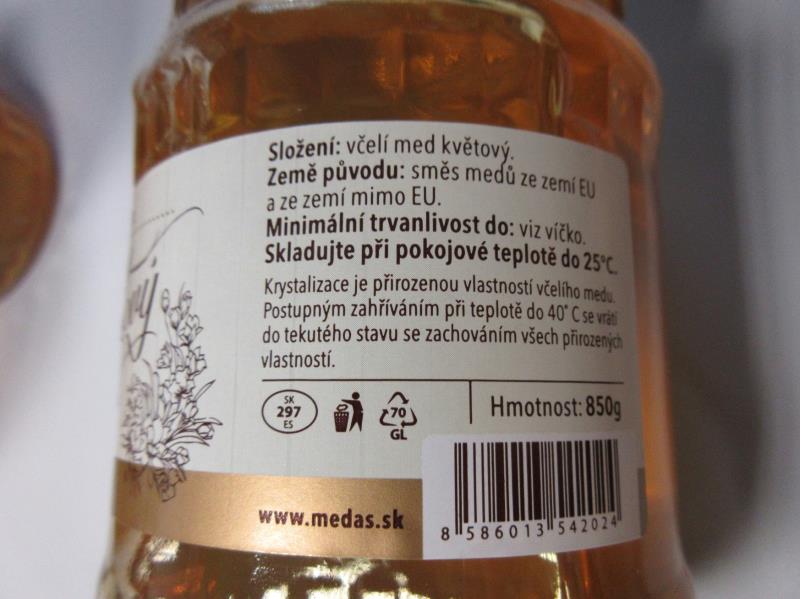 Složení: včelí med květový.
Země původu: směs medů ze zemí EU
a ze zemí mimo EU.
Minimální trvanlivost do: viz víčko.
Skladujte při pokojové teplotě do 25°C.
Krystalizace je přirozenou vlastností včelího medu.
Postupným zahříváním při teplotě do 40° C se vrátí
do tekutého stavu se zachováním všech přirozených
vlastností.
SK
297
ES
70
GL
Hmotnost: 850g
www.medas.sk
8 586013 542024